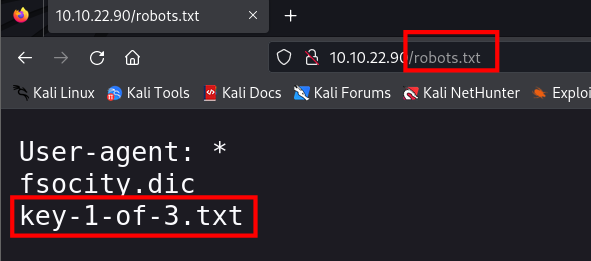 10.10.22.90/robots.txt
10.10.22.90/robots.txt
Kali Linux Kali Tools Kali Docs Kali Forums Kali NetHunter Exploi
User-agent: *
fsocity.dic
key-1-of-3.txt